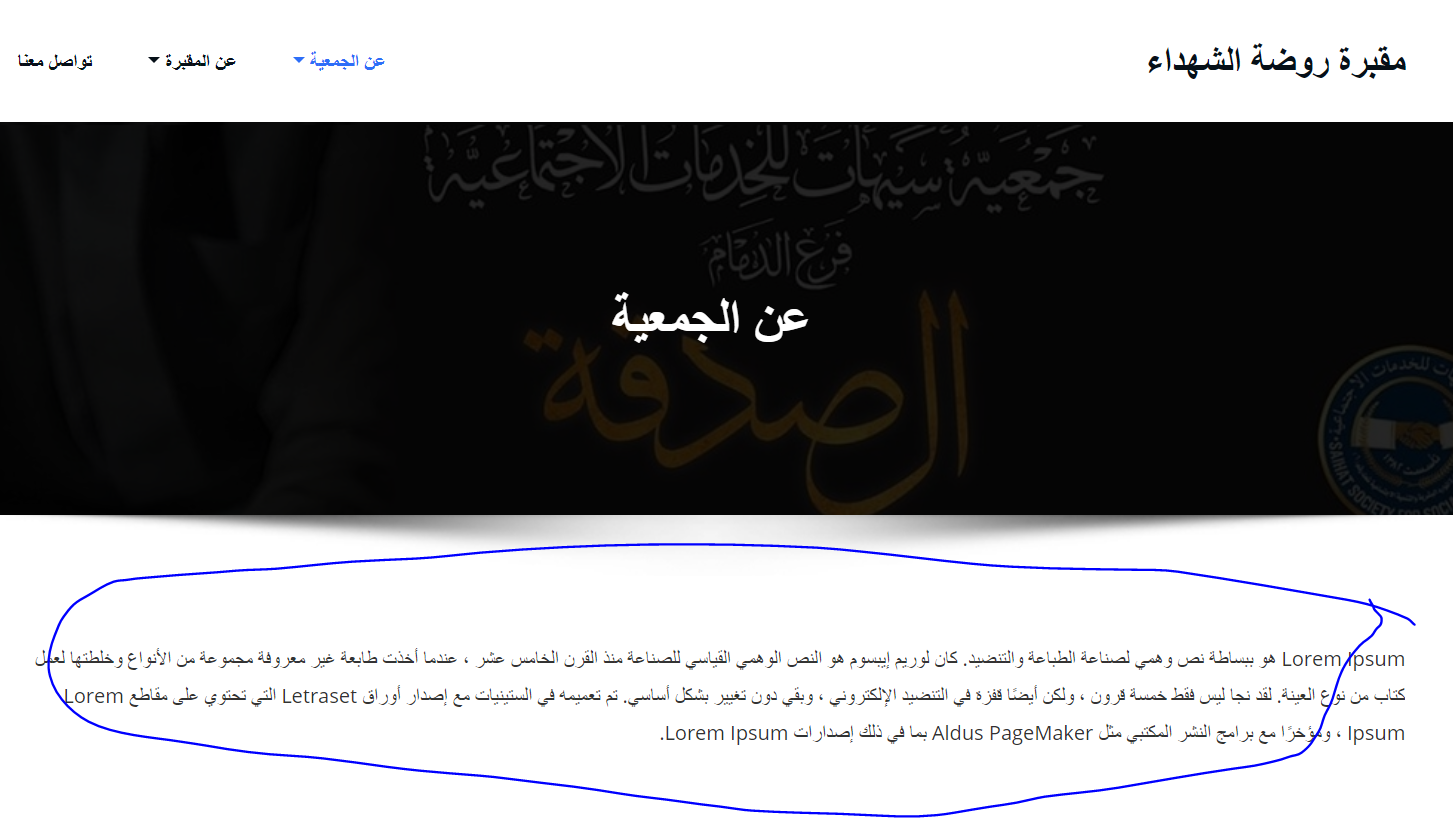 مقبرة روضة الشهداء
عن الجمعية
عن المقبرة
تواصل معنا
جمعية سيهات للخدمات الاجتماعية
فرع الدمام
عن الجمعية
الصدقة
Lorem Ipsum هو ببساطة نص وهمي لصناعة الطباعة والتنضيد. كان لوريم إيبسوم هو النص الوهمي القياسي للصناعة منذ القرن الخامس عشر ، عندما أخذت طابعة غير معروفة مجموعة من الأنواع وخلطتها لعمل
كتاب من نوع العينة. لقد نجا ليس فقط خمسة قرون ، ولكن أيضًا قفزة في التنضيد الإلكتروني ، وبقي دون تغيير بشكل أساسي. تم تعميمه في الستينيات مع إصدار أوراق Letraset التي تحتوي على مقاطع Lorem
Ipsum ، ومؤخرًا مع برامج النشر المكتبي مثل Aldus PageMaker بما في ذلك إصدارات Lorem Ipsum.